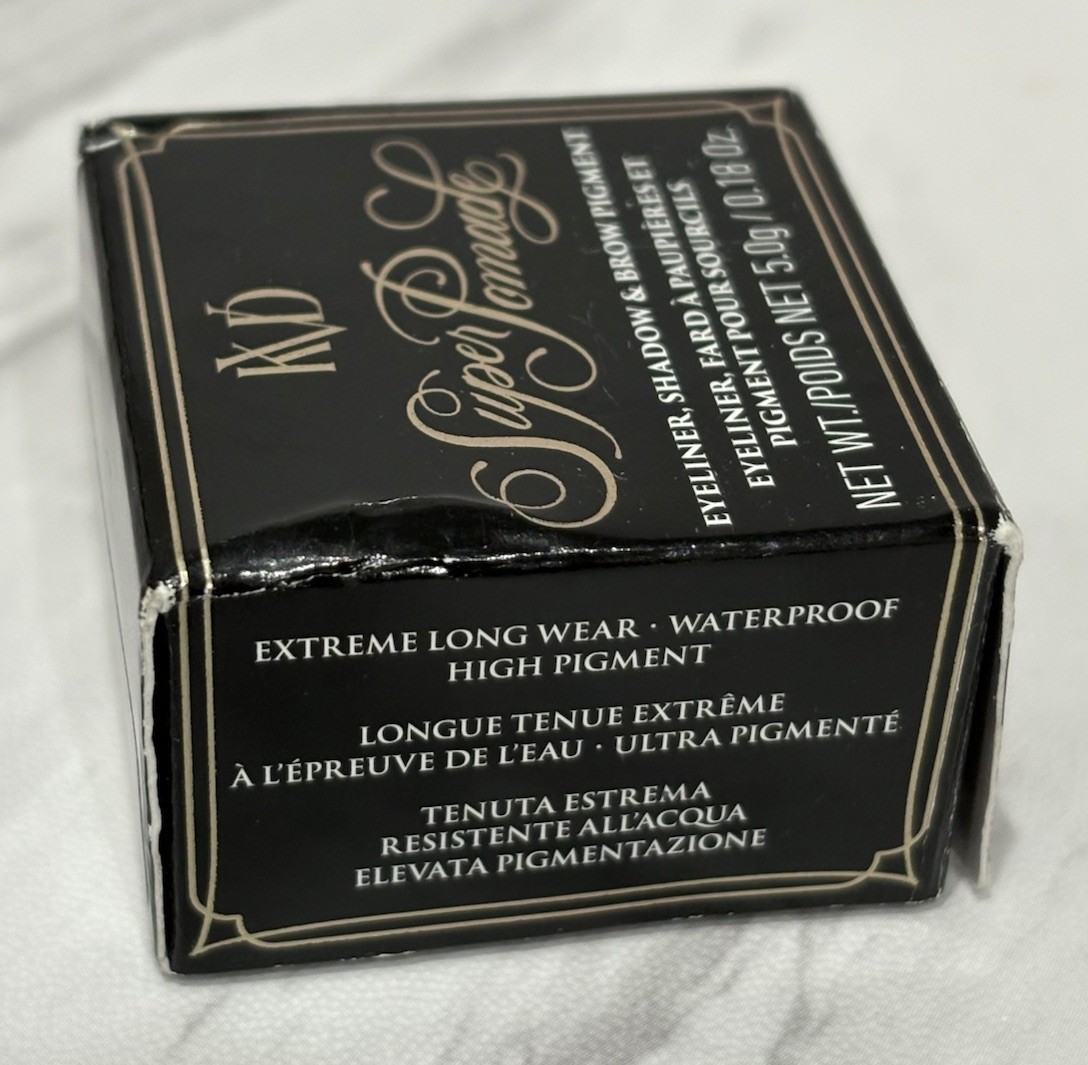 KVD
Super Pomade
EYELINER, SHADOW & BROW PIGMENT
EYELINER, FARD À PAUPIÈRES ET
PIGMENT POUR SOURCILS
NET WT./POIDS NET 5.0g / 0.18 Oz.
EXTREME LONG WEAR · WATERPROOF
HIGH PIGMENT
LONGUE TENUE EXTRÊME
À L'ÉPREUVE DE L'EAU · ULTRA PIGMENTÉ
TENUTA ESTREMA
RESISTENTE ALL'ACQUA
ELEVATA PIGMENTAZIONE